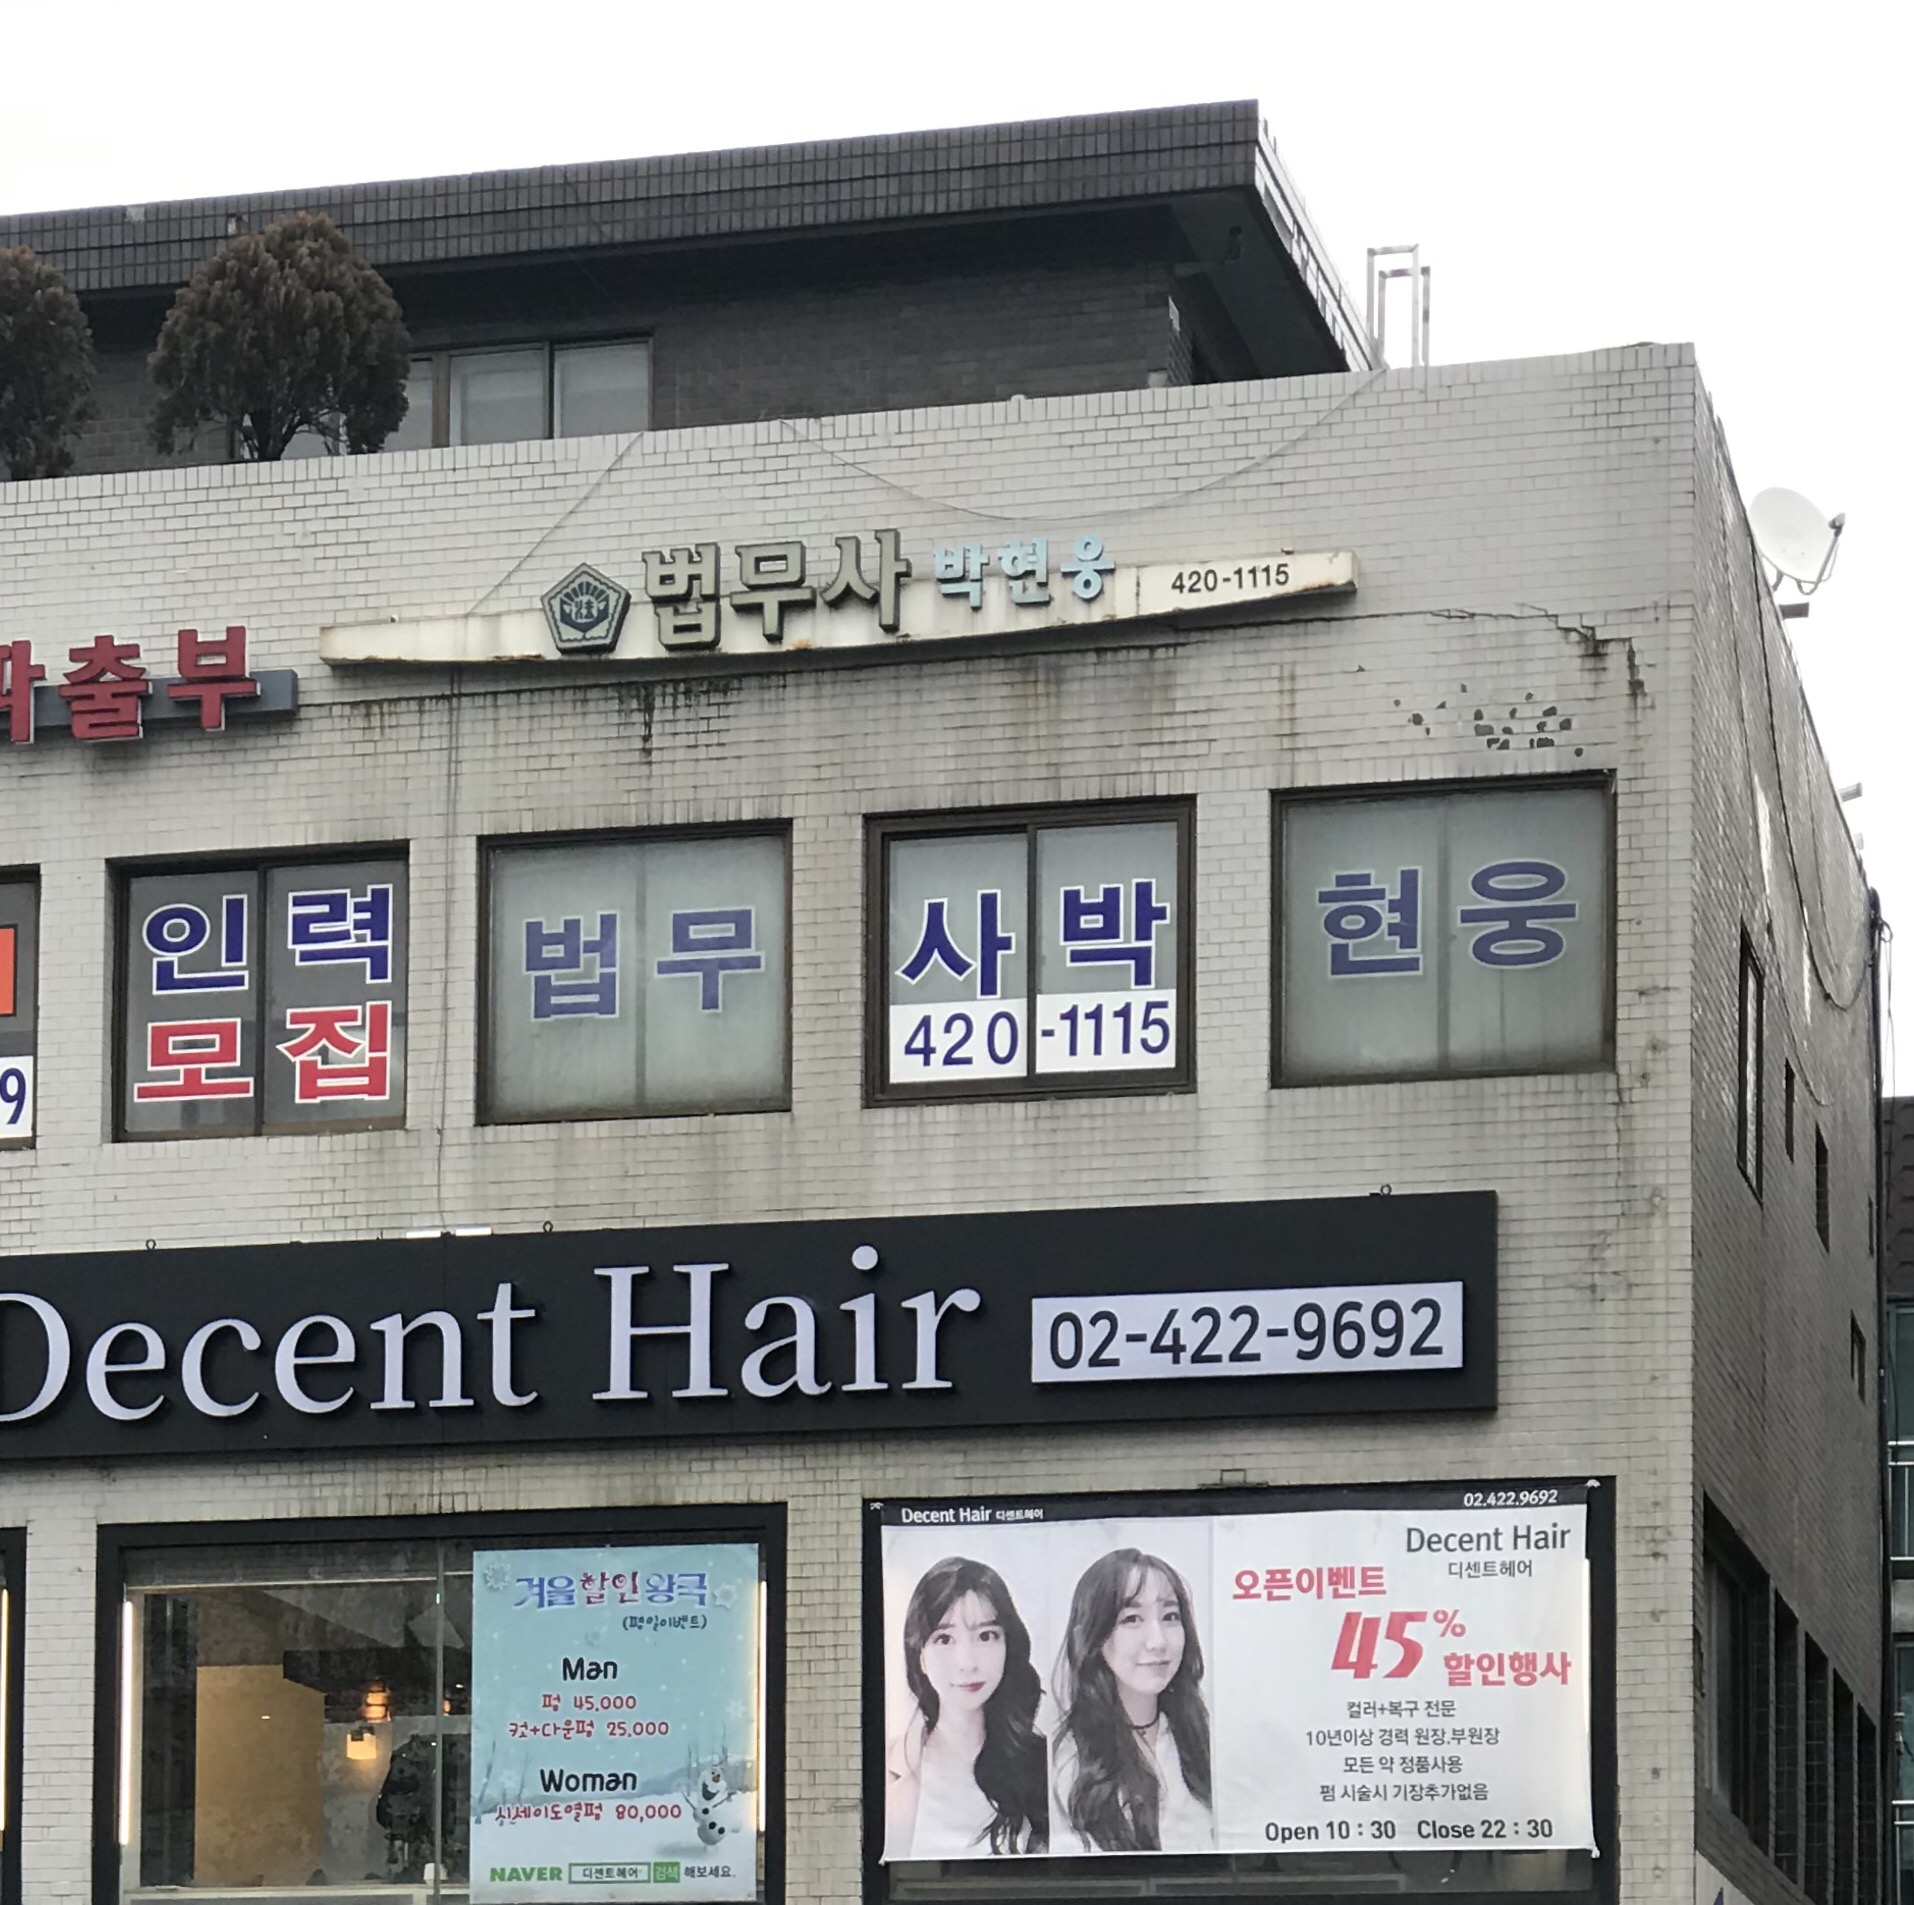 법무사 박현웅 420-1115
파출부
인력
모집
법무
사박
420-1115
현웅
9
Decent Hair 02-422-9692
겨울할인왕국
(평일이벤트)
Man
펌 45,000
컷+다운펌 25,000
Woman
신세이도열펌 80,000
NAVER 디센트헤어 검색 해보세요.
Decent Hair 디센트헤어 02.422.9692
Decent Hair
디센트헤어
오픈이벤트
45%
할인행사
컬러+복구 전문
10년이상 경력 원장,부원장
모든 약 정품사용
펌 시술시 기장추가없음
Open 10 : 30 Close 22 : 30